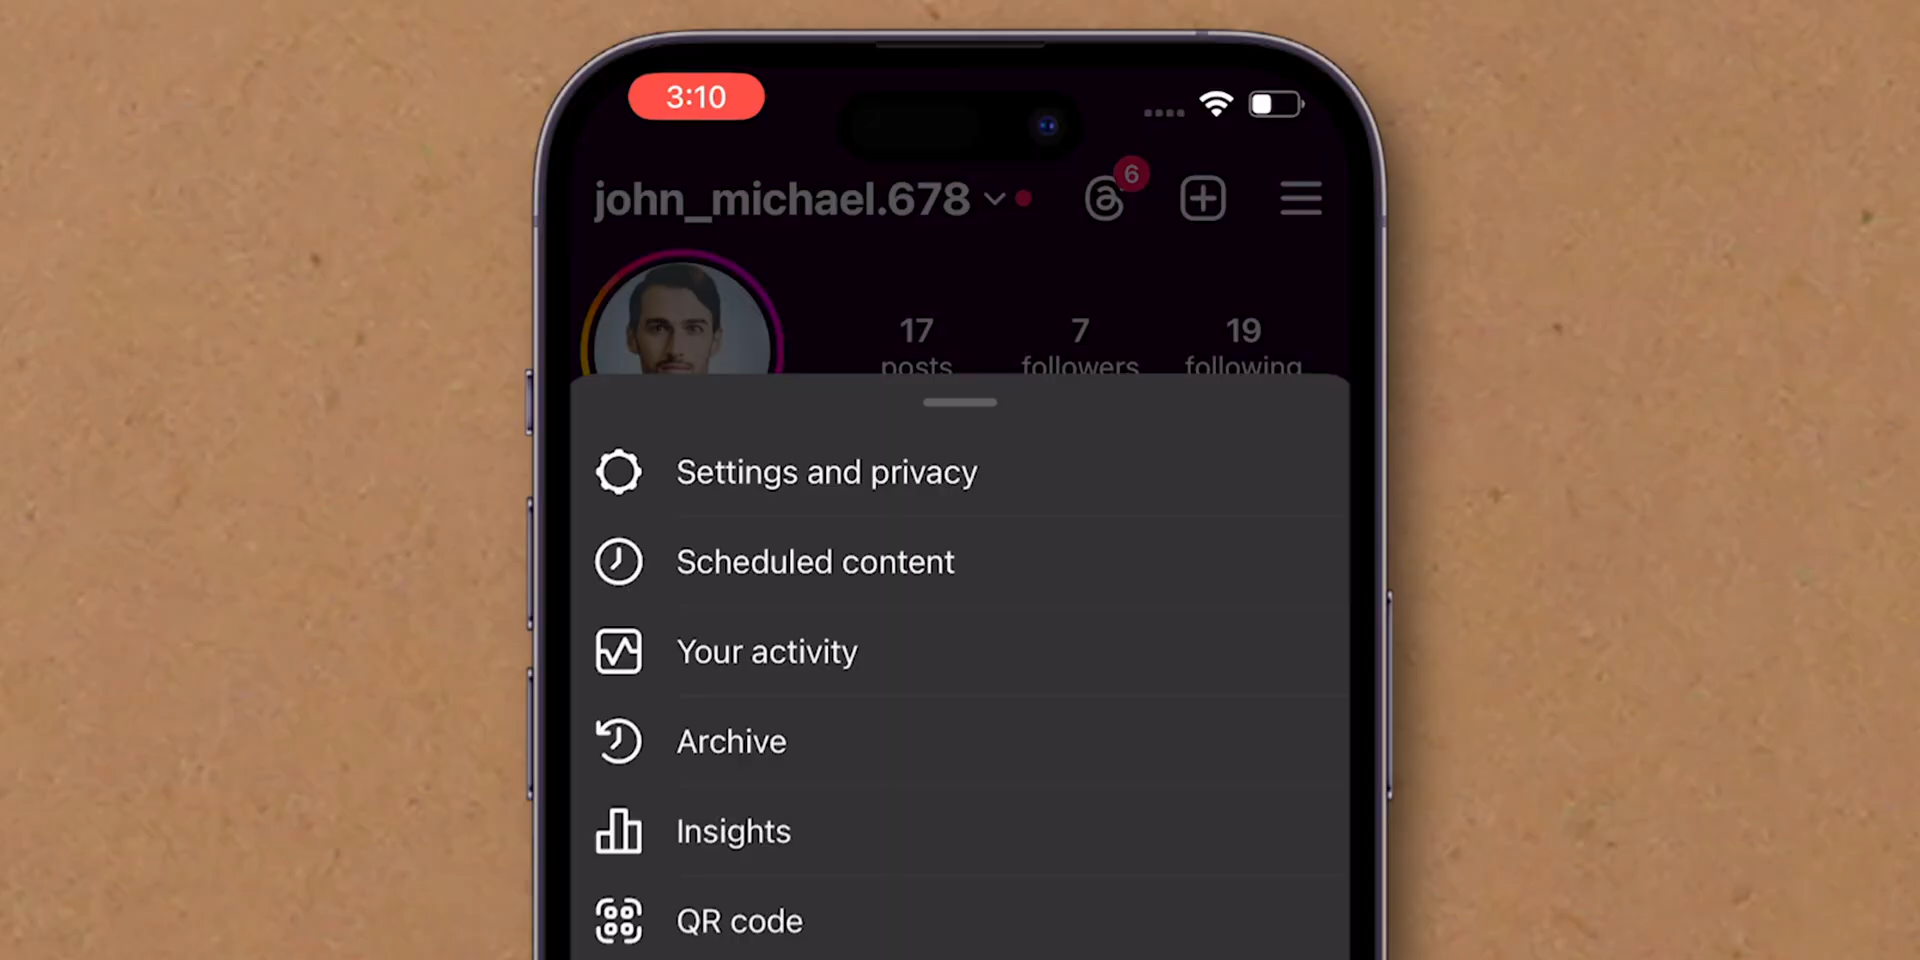 3:10
john_michael.678
6
17 7 19
posts followers following
Settings and privacy
Scheduled content
Your activity
Archive
Insights
QR code